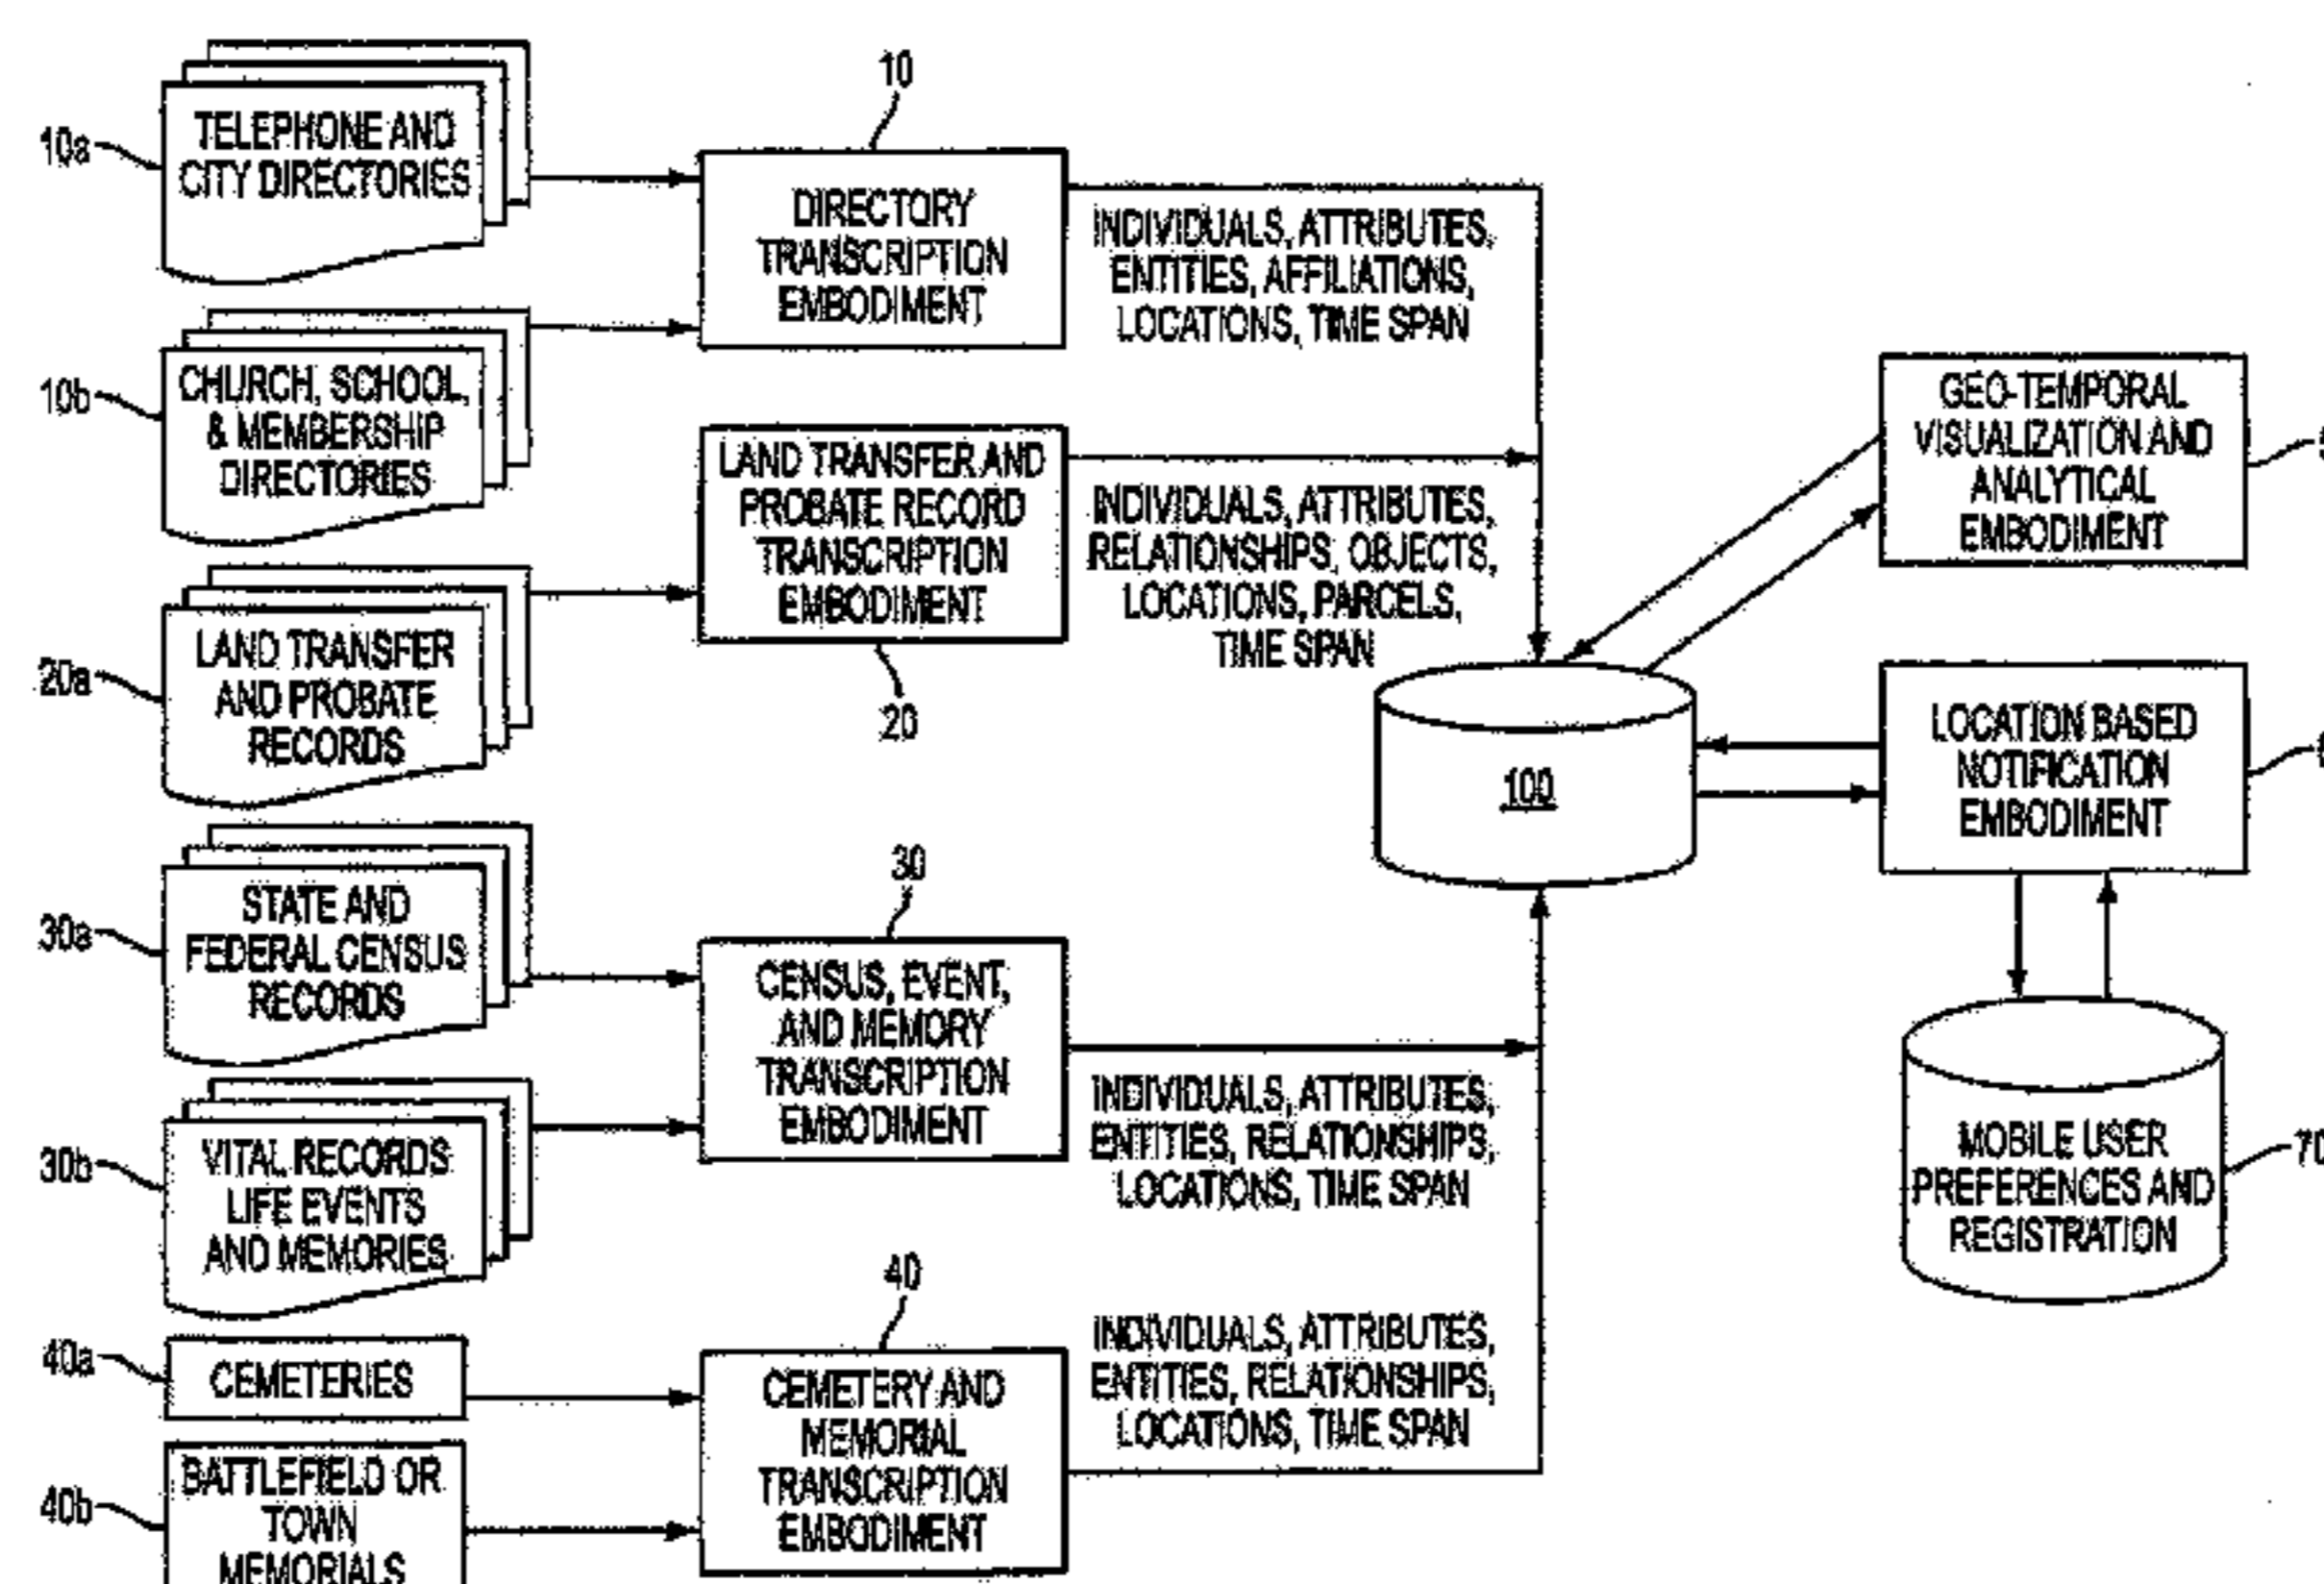 10a
TELEPHONE AND
CITY DIRECTORIES
10b
CHURCH, SCHOOL,
& MEMBERSHIP
DIRECTORIES
20a
LAND TRANSFER
AND PROBATE
RECORDS
30a
STATE AND
FEDERAL CENSUS
RECORDS
30b
VITAL RECORDS
LIFE EVENTS
AND MEMORIES
40a
CEMETERIES
40b
BATTLEFIELD OR
TOWN
MEMORIALS
10
DIRECTORY
TRANSCRIPTION
EMBODIMENT
LAND TRANSFER AND
PROBATE RECORD
TRANSCRIPTION
EMBODIMENT
20
30
CENSUS, EVENT,
AND MEMORY
TRANSCRIPTION
EMBODIMENT
40
CEMETERY AND
MEMORIAL
TRANSCRIPTION
EMBODIMENT
INDIVIDUALS, ATTRIBUTES,
ENTITIES, AFFILIATIONS,
LOCATIONS, TIME SPAN
INDIVIDUALS, ATTRIBUTES,
RELATIONSHIPS, OBJECTS,
LOCATIONS, PARCELS,
TIME SPAN
INDIVIDUALS, ATTRIBUTES,
ENTITIES, RELATIONSHIPS,
LOCATIONS, TIME SPAN
INDIVIDUALS, ATTRIBUTES,
ENTITIES, RELATIONSHIPS,
LOCATIONS, TIME SPAN
100
GEO-TEMPORAL
VISUALIZATION AND
ANALYTICAL
EMBODIMENT
LOCATION BASED
NOTIFICATION
EMBODIMENT
MOBILE USER
PREFERENCES AND
REGISTRATION
70